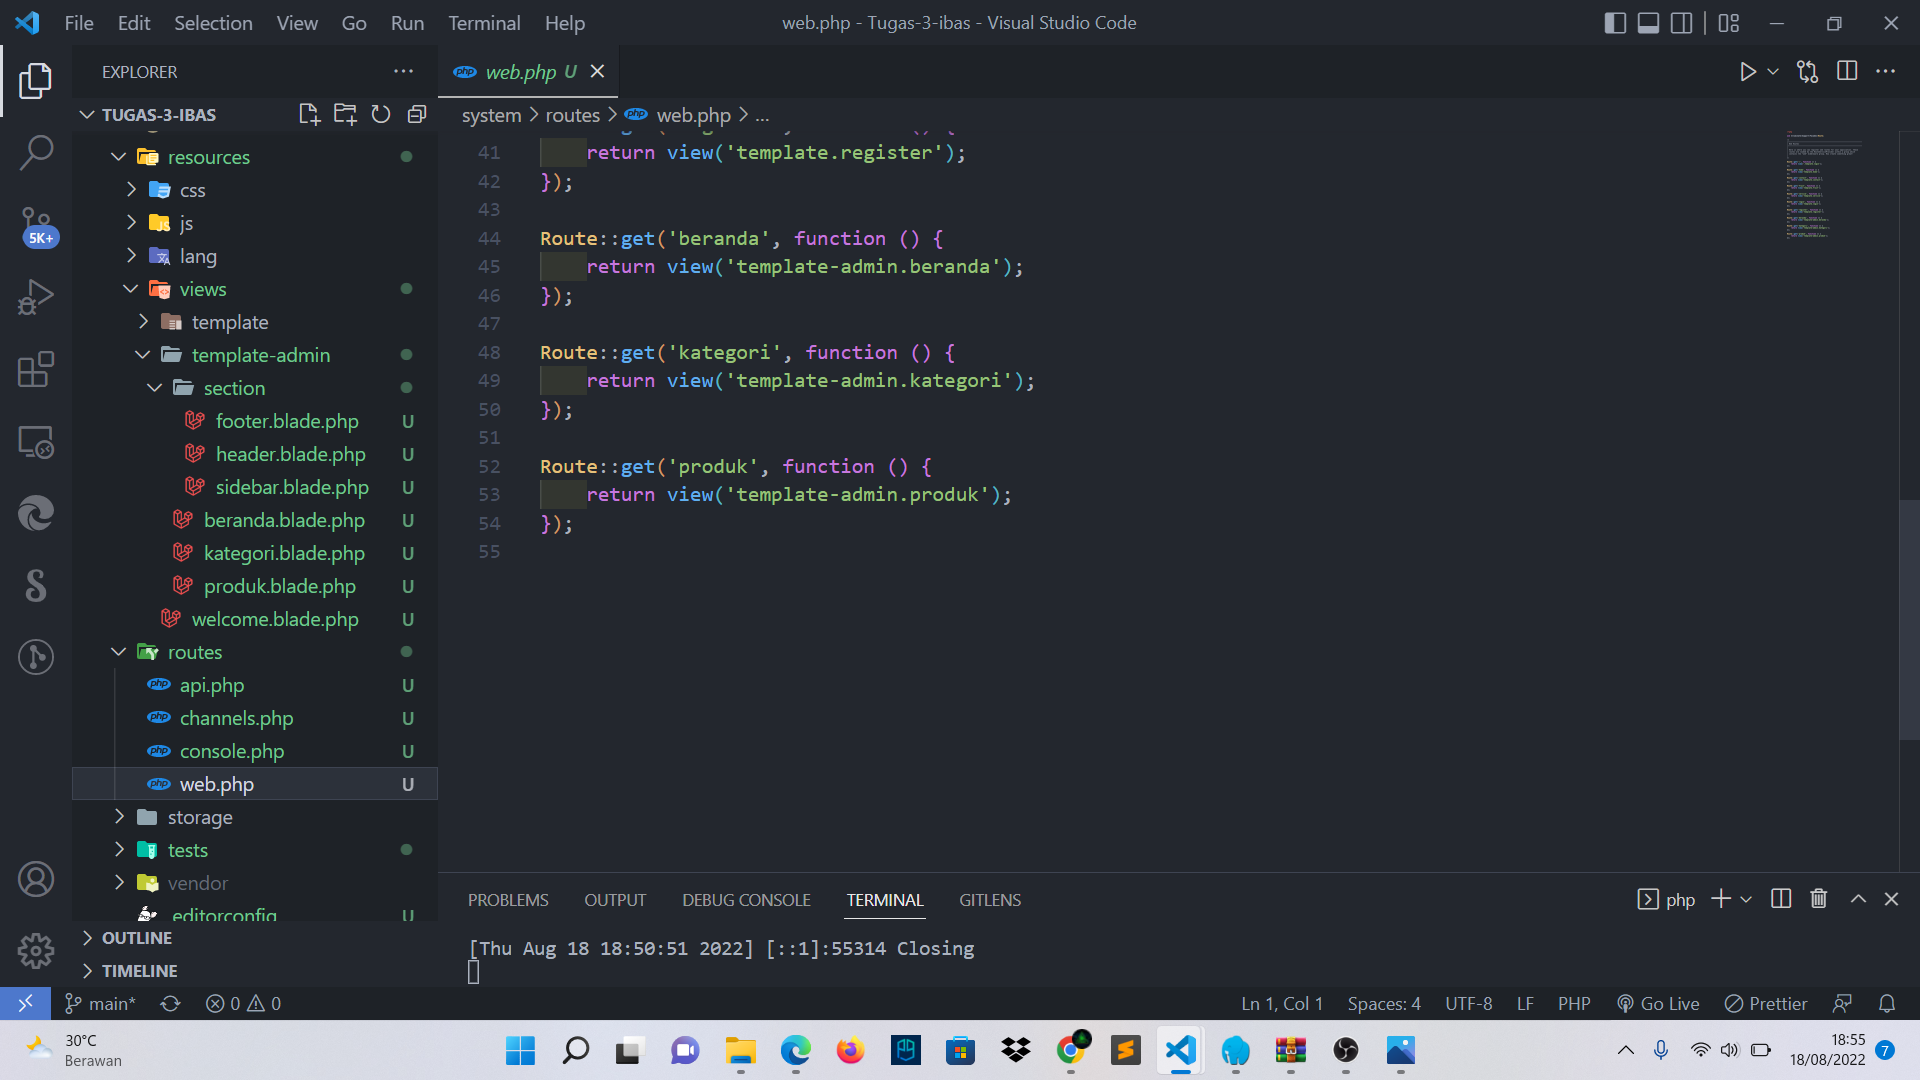 File Edit Selection View Go Run Terminal Help
web.php - Tugas-3-ibas - Visual Studio Code
EXPLORER
web.php U
TUGAS-3-IBAS
system > routes > web.php > ...
resources
css
js
lang
views
template
template-admin
section
footer.blade.php U
header.blade.php U
sidebar.blade.php U
beranda.blade.php U
kategori.blade.php U
produk.blade.php U
welcome.blade.php U
routes
api.php U
channels.php U
console.php U
web.php U
storage
tests
vendor
editorconfig U
OUTLINE
TIMELINE
5K+
41 return view('template.register');
42 });
43
44 Route::get('beranda', function () {
45 return view('template-admin.beranda');
46 });
47
48 Route::get('kategori', function () {
49 return view('template-admin.kategori');
50 });
51
52 Route::get('produk', function () {
53 return view('template-admin.produk');
54 });
55
PROBLEMS OUTPUT DEBUG CONSOLE TERMINAL GITLENS
php
[Thu Aug 18 18:50:51 2022] [::1]:55314 Closing
main* 0 0
Ln 1, Col 1 Spaces: 4 UTF-8 LF PHP Go Live Prettier
30°C
Berawan
18:55
18/08/2022
7